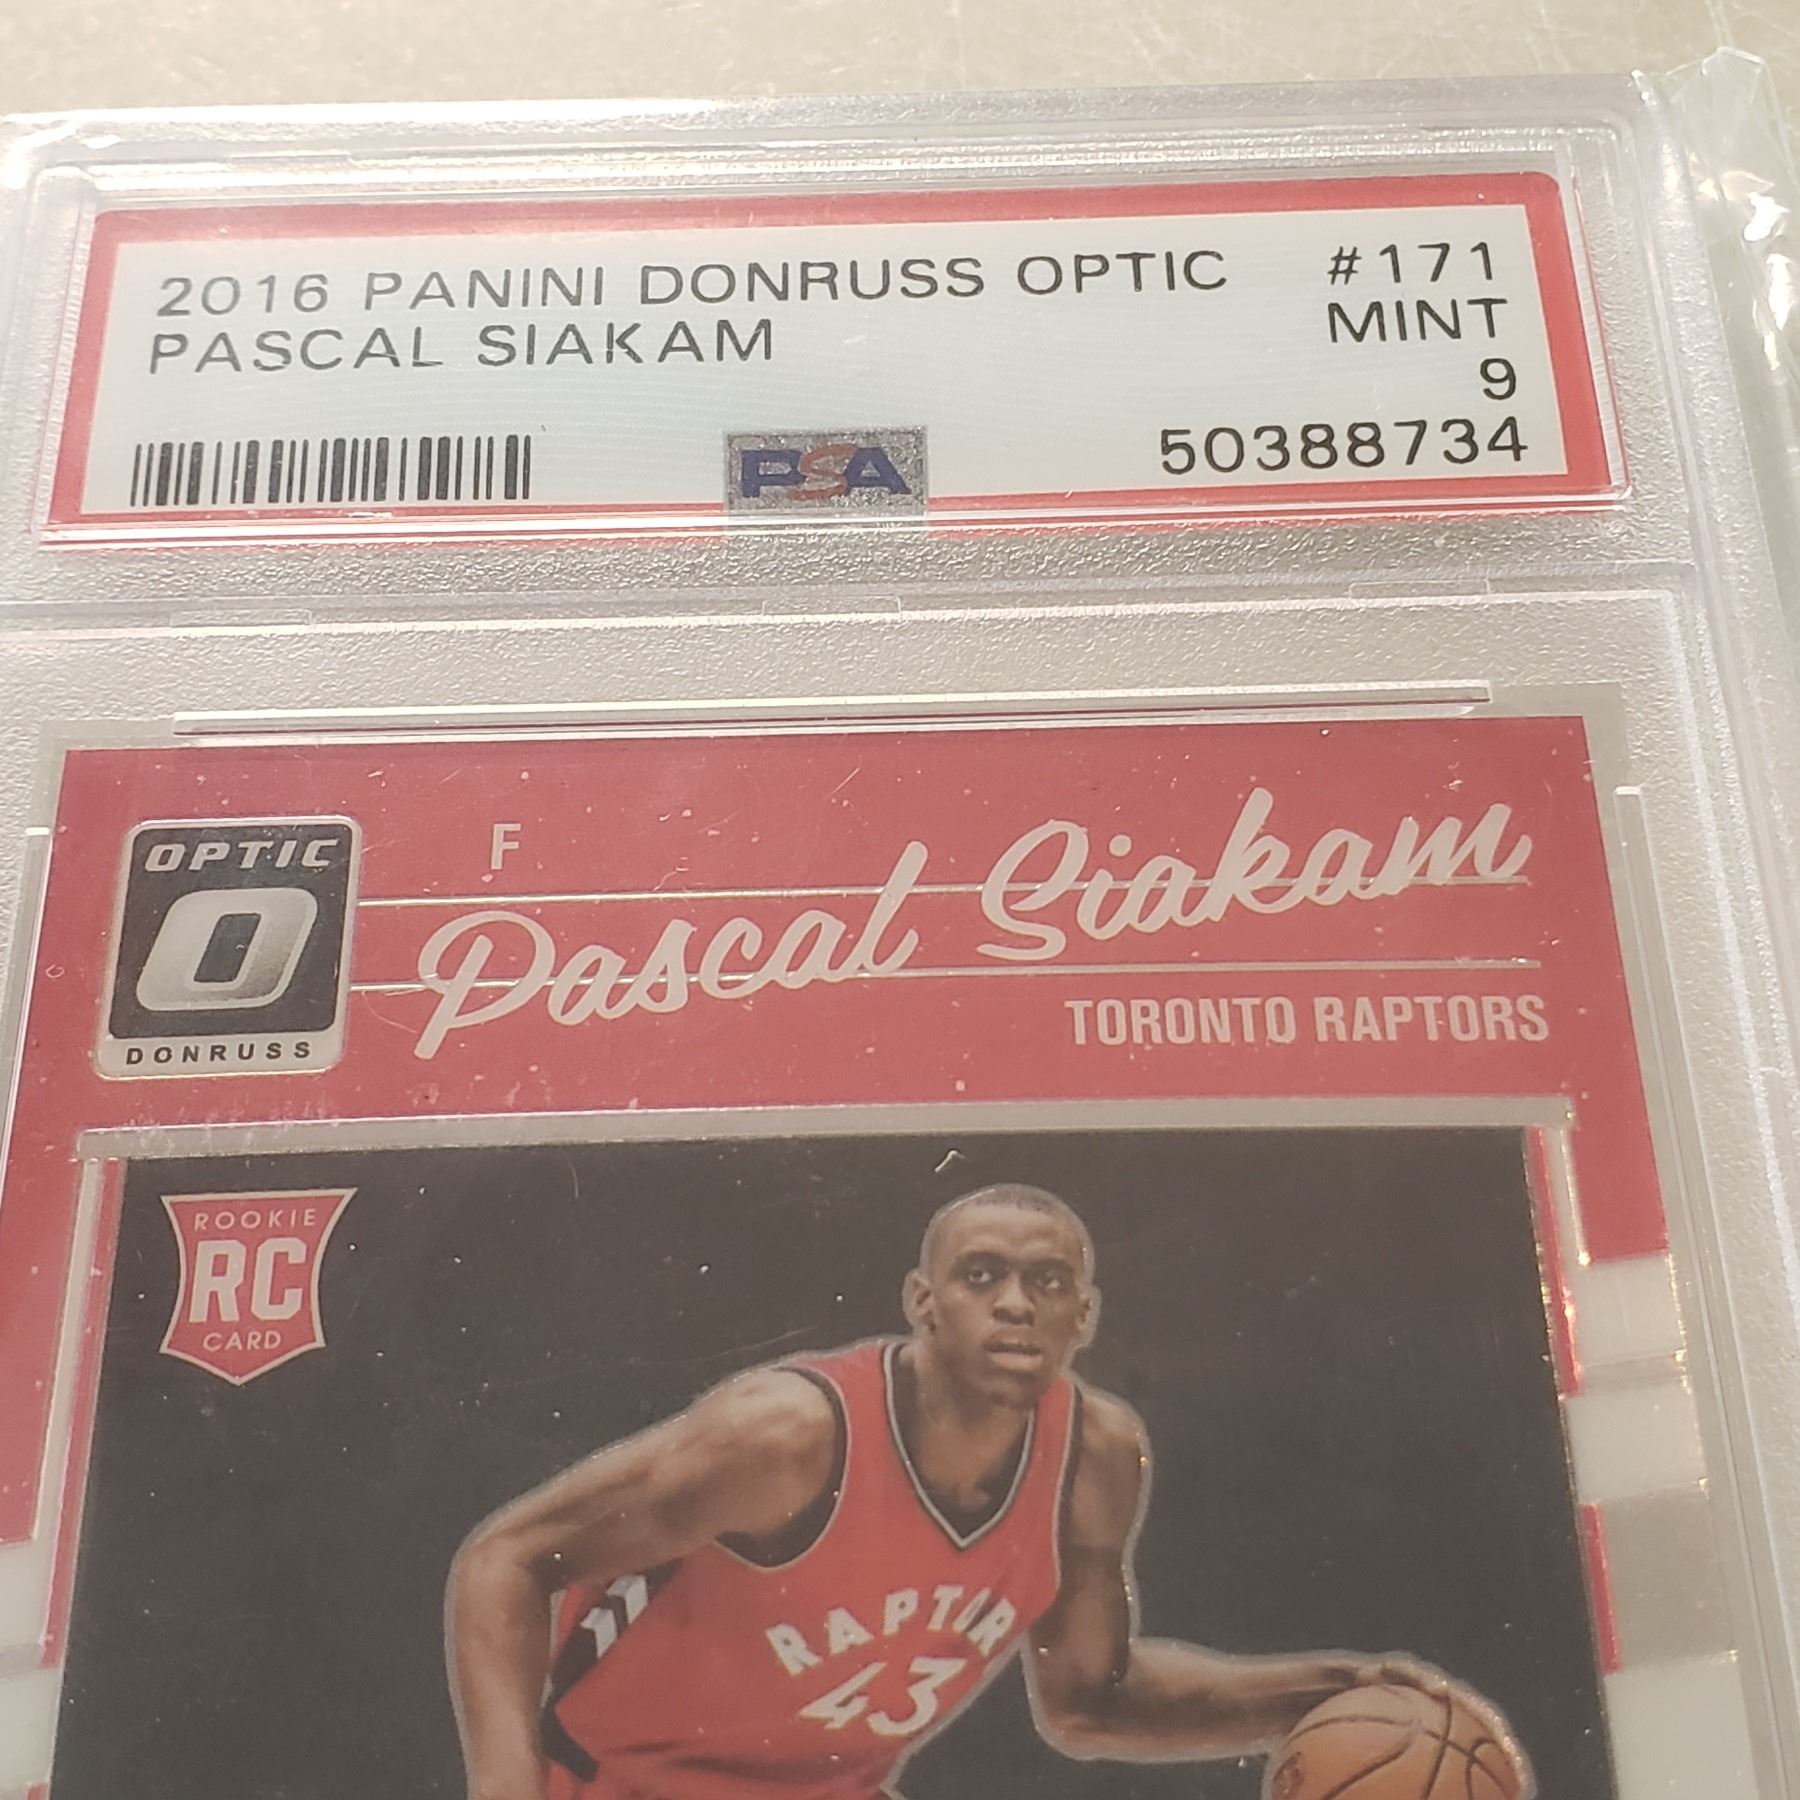 2016 PANINI DONRUSS OPTIC #171
PASCAL SIAKAM MINT
9
PSA 50388734
OPTIC
O
DONRUSS
F
Pascal Siakam
TORONTO RAPTORS
ROOKIE
RC
CARD
RAPTOR
43